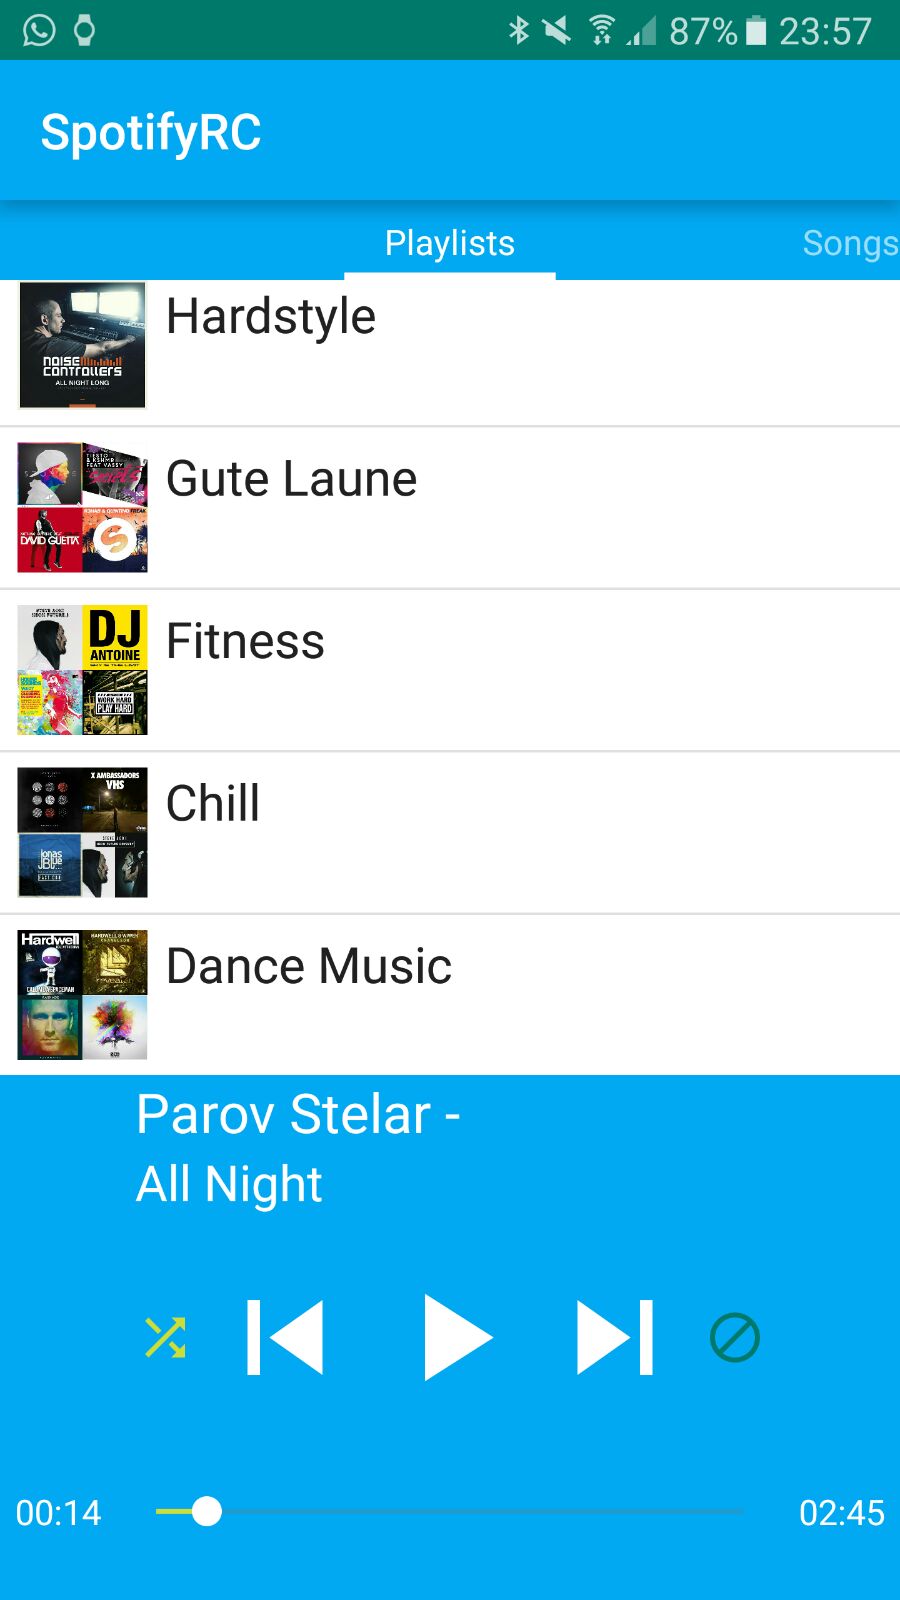 87% 23:57
SpotifyRC
Playlists Songs
Hardstyle
NOISE
CONTROLLERS
ALL NIGHT LONG
Gute Laune
TIESTO
& KSHMR
FEAT VASSY
DAVID GUETTA
Fitness
DJ
ANTOINE
WORK HARD
PLAY HARD
Chill
X AMBASSADORS
VHS
Jonas
Blue
Dance Music
Hardwell
Parov Stelar -
All Night
00:14 02:45